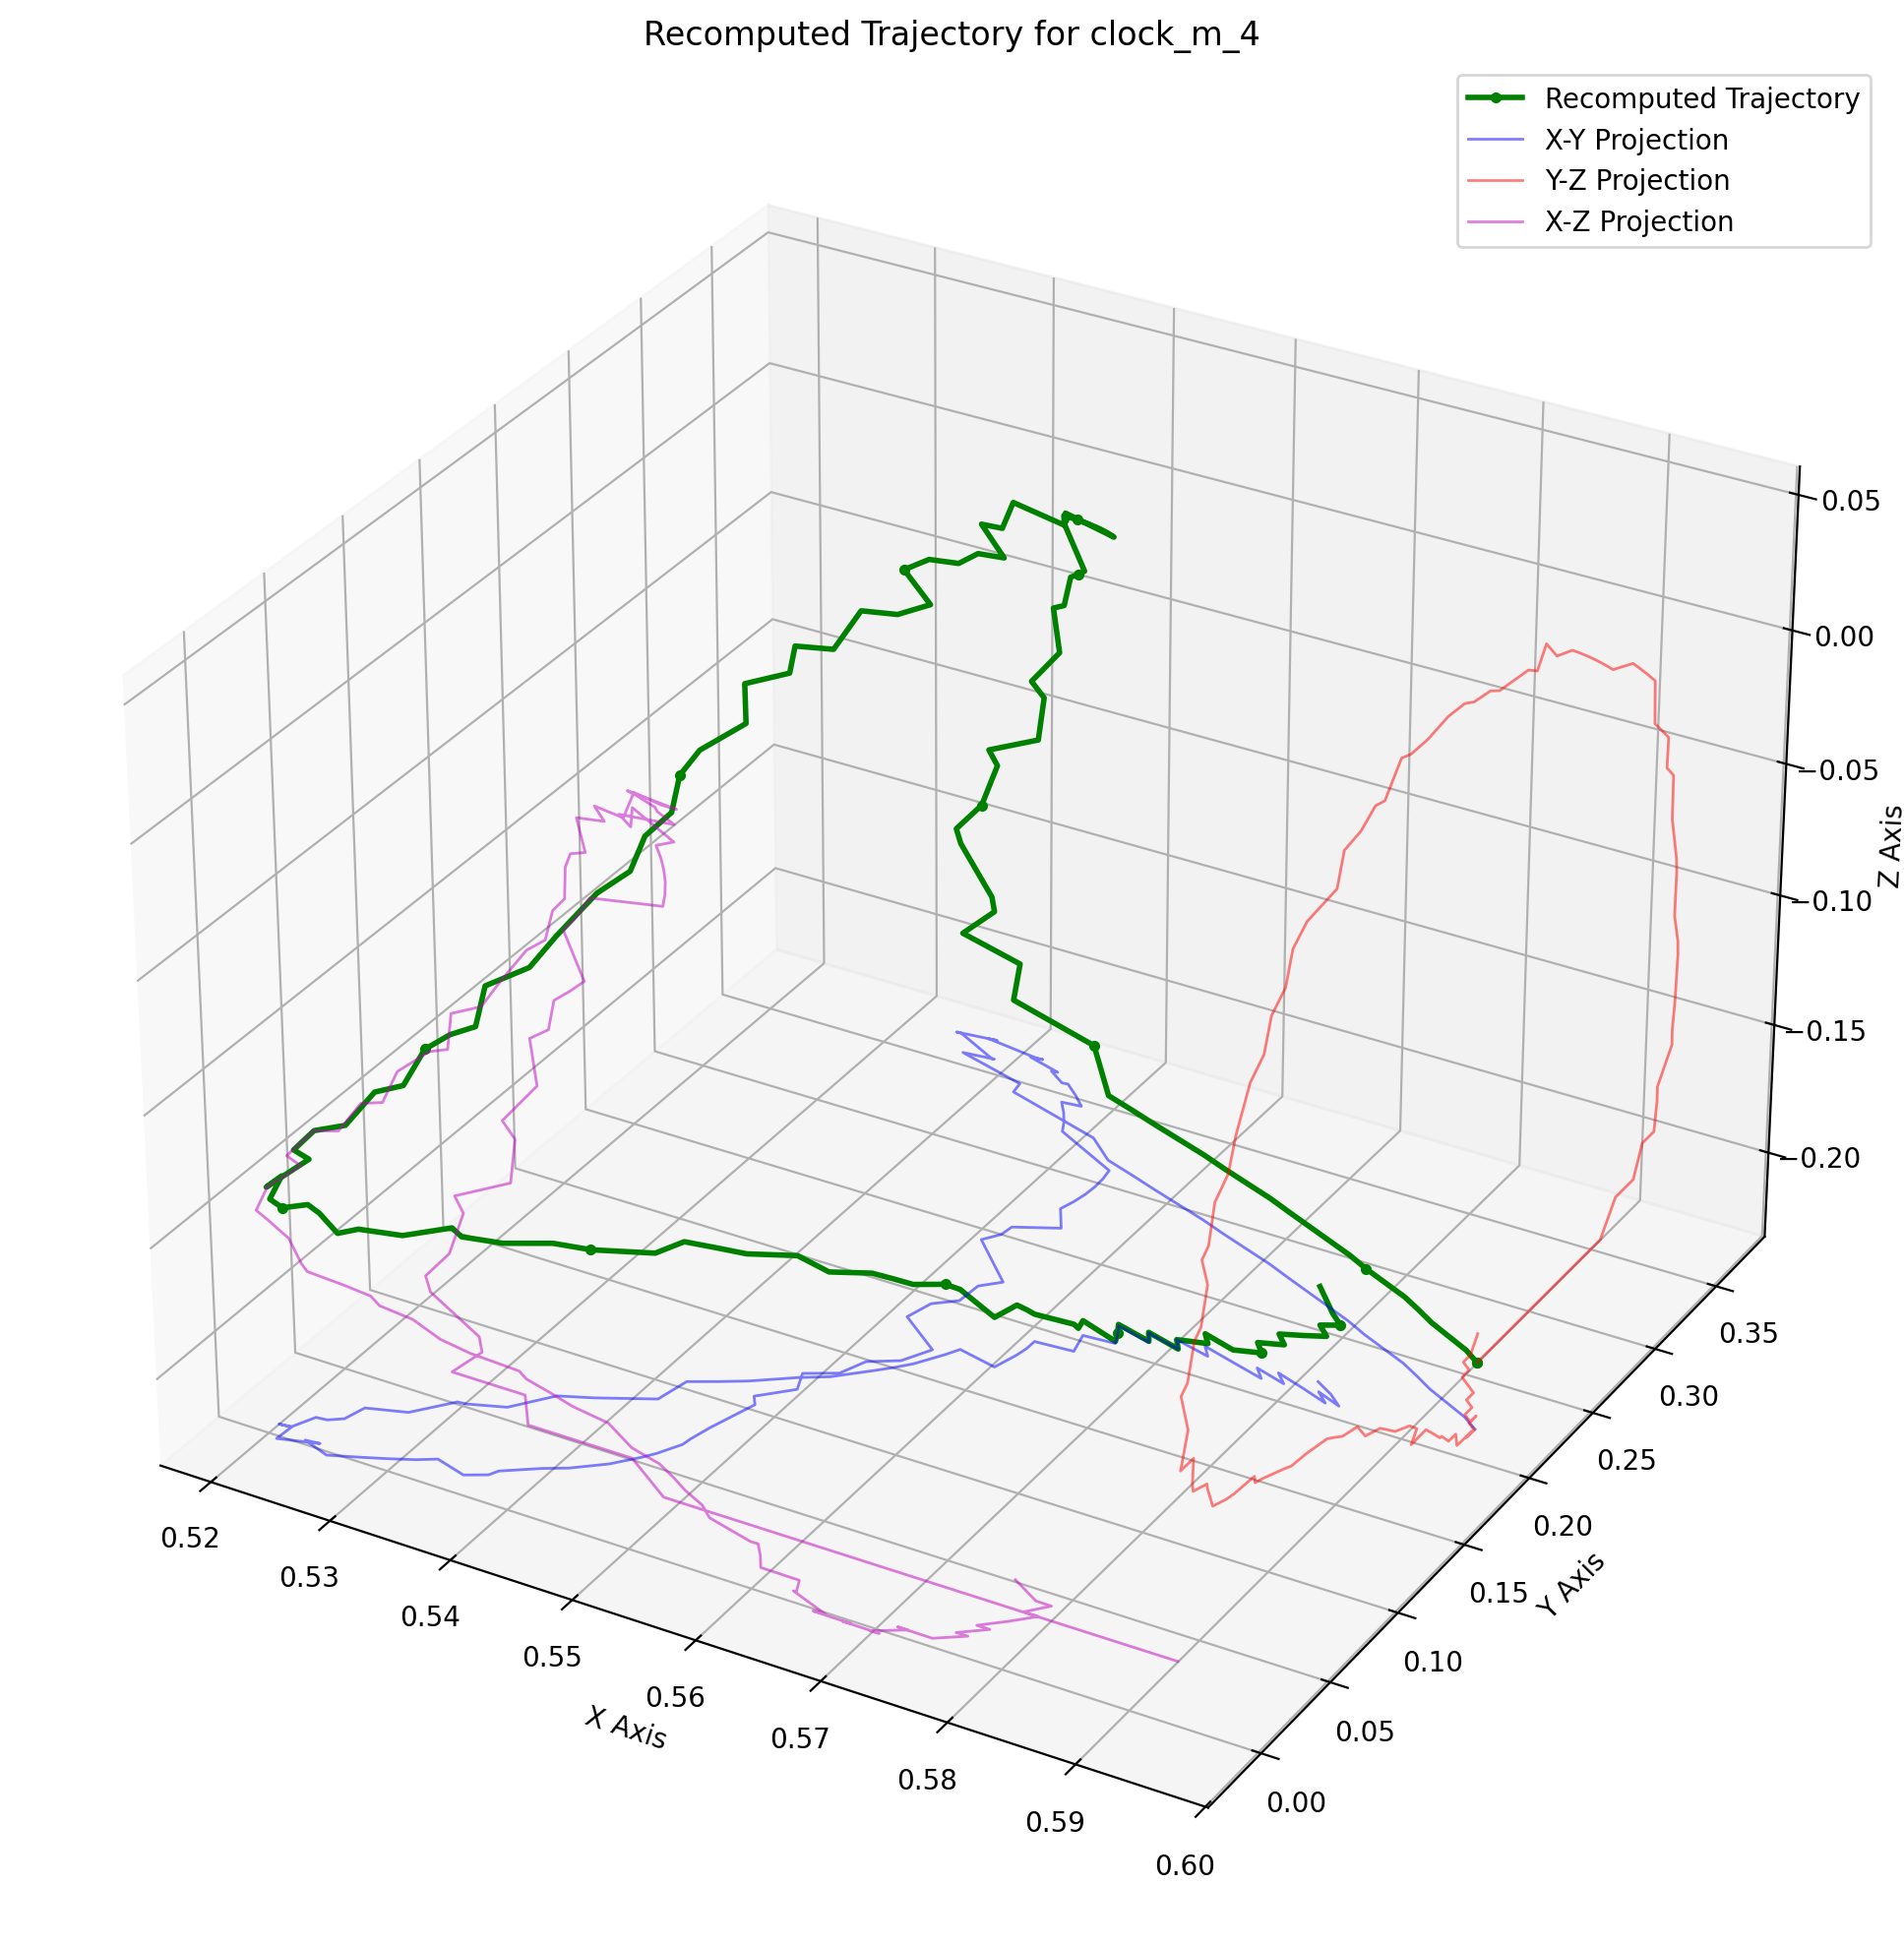 Recomputed Trajectory for clock_m_4
Recomputed Trajectory
X-Y Projection
Y-Z Projection
X-Z Projection
0.05
0.00
−0.05
−0.10
−0.15
−0.20
Z Axis
0.35
0.30
0.25
0.20
0.15
0.10
0.05
0.00
Y Axis
0.52
0.53
0.54
0.55
0.56
0.57
0.58
0.59
0.60
X Axis